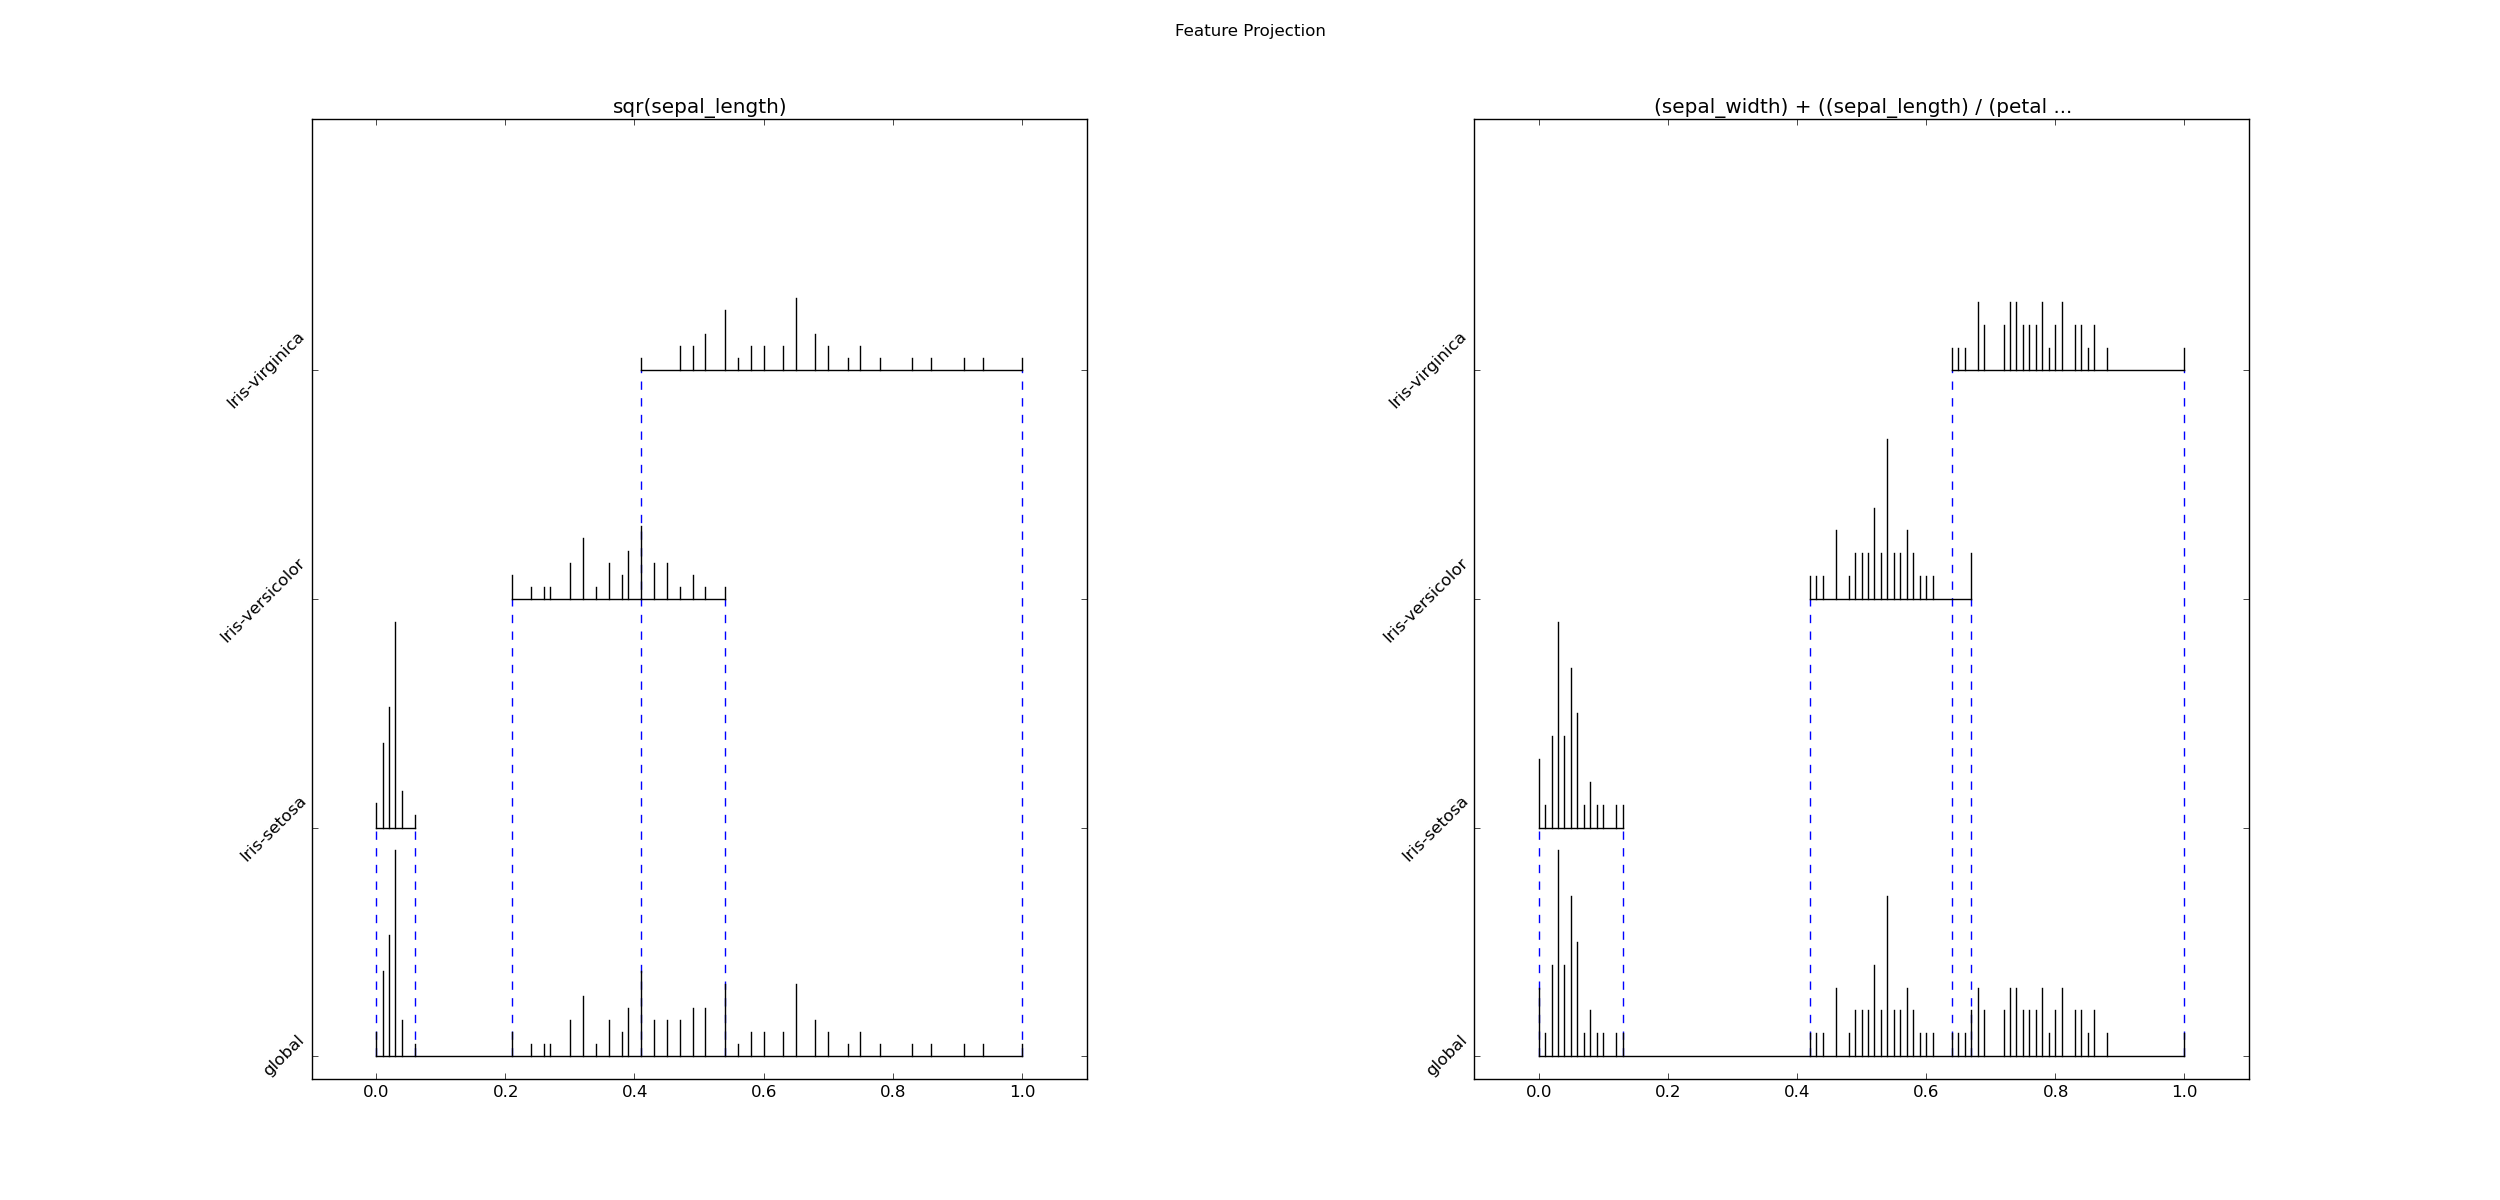 Feature Projection
sqr(sepal_length)
Iris-virginica
Iris-versicolor
Iris-setosa
global
0.0 0.2 0.4 0.6 0.8 1.0
(sepal_width) + ((sepal_length) / (petal ...
Iris-virginica
Iris-versicolor
Iris-setosa
global
0.0 0.2 0.4 0.6 0.8 1.0